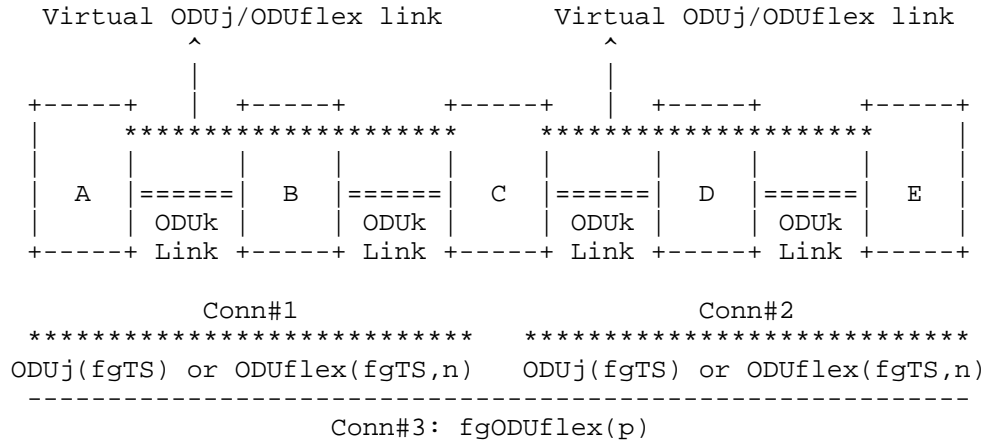 Virtual ODUj/ODUflex link Virtual ODUj/ODUflex link
A B C D E
ODUk ODUk ODUk ODUk
Link Link Link Link
Conn#1 Conn#2
ODUj(fgTS) or ODUflex(fgTS,n) ODUj(fgTS) or ODUflex(fgTS,n)
Conn#3: fgODUflex(p)